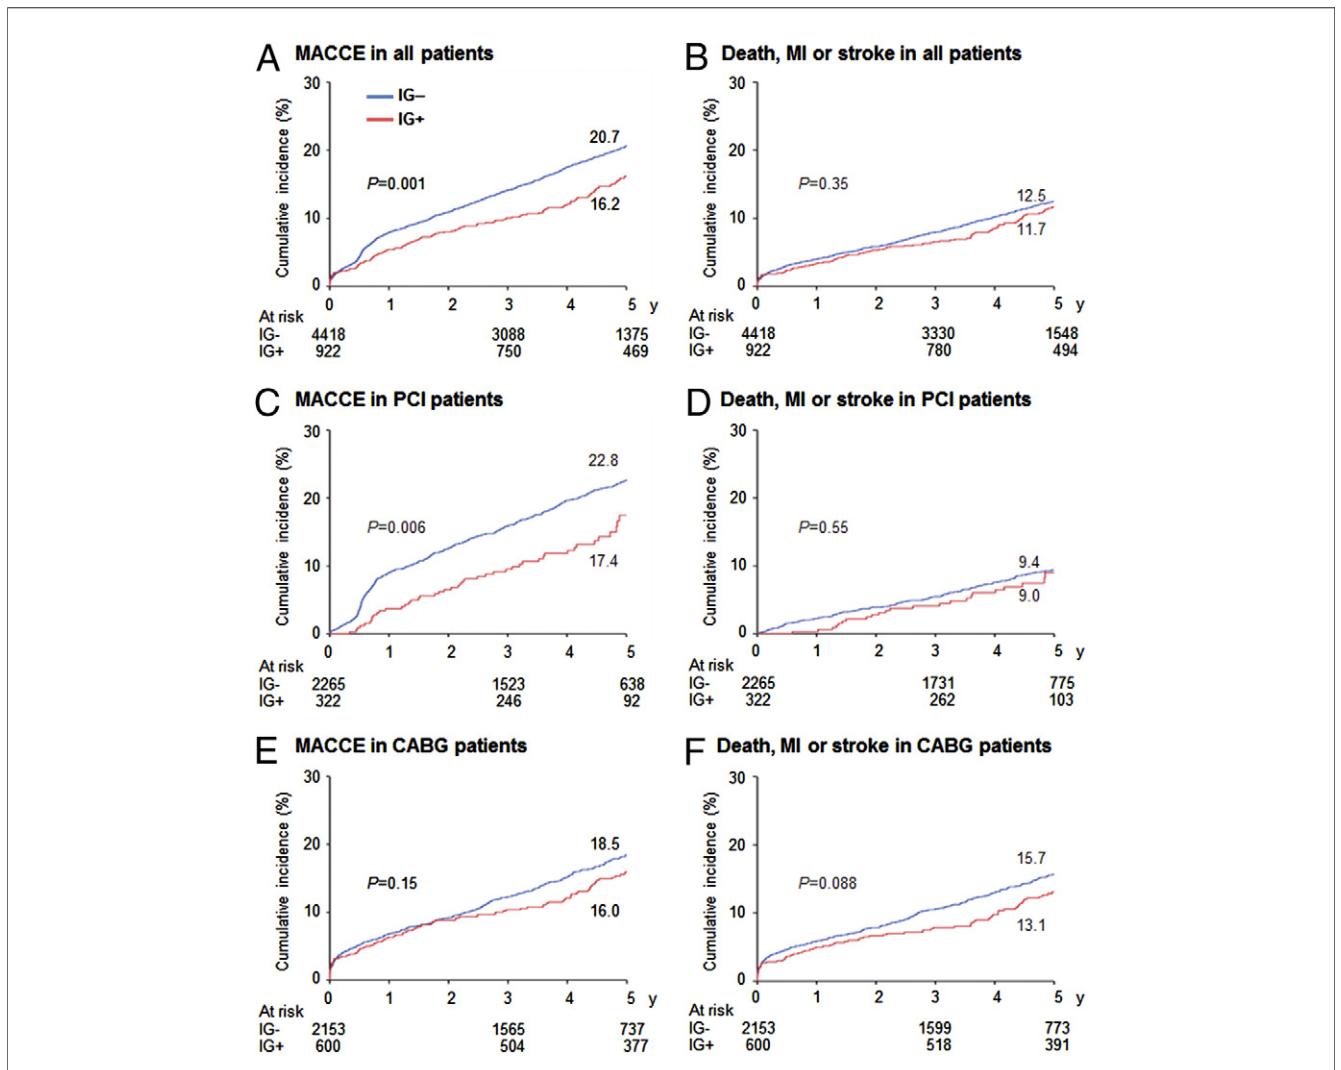 A MACCE in all patients
30
20
10
0
Cumulative incidence (%)
IG–
IG+
P=0.001
20.7
16.2
0 1 2 3 4 5 y
At risk
IG- 4418 3088 1375
IG+ 922 750 469
B Death, MI or stroke in all patients
30
20
10
0
Cumulative incidence (%)
P=0.35
12.5
11.7
0 1 2 3 4 5 y
At risk
IG- 4418 3330 1548
IG+ 922 780 494
C MACCE in PCI patients
30
20
10
0
Cumulative incidence (%)
P=0.006
22.8
17.4
0 1 2 3 4 5 y
At risk
IG- 2265 1523 638
IG+ 322 246 92
D Death, MI or stroke in PCI patients
30
20
10
0
Cumulative incidence (%)
P=0.55
9.4
9.0
0 1 2 3 4 5 y
At risk
IG- 2265 1731 775
IG+ 322 262 103
E MACCE in CABG patients
30
20
10
0
Cumulative incidence (%)
P=0.15
18.5
16.0
0 1 2 3 4 5 y
At risk
IG- 2153 1565 737
IG+ 600 504 377
F Death, MI or stroke in CABG patients
30
20
10
0
Cumulative incidence (%)
P=0.088
15.7
13.1
0 1 2 3 4 5 y
At risk
IG- 2153 1599 773
IG+ 600 518 391